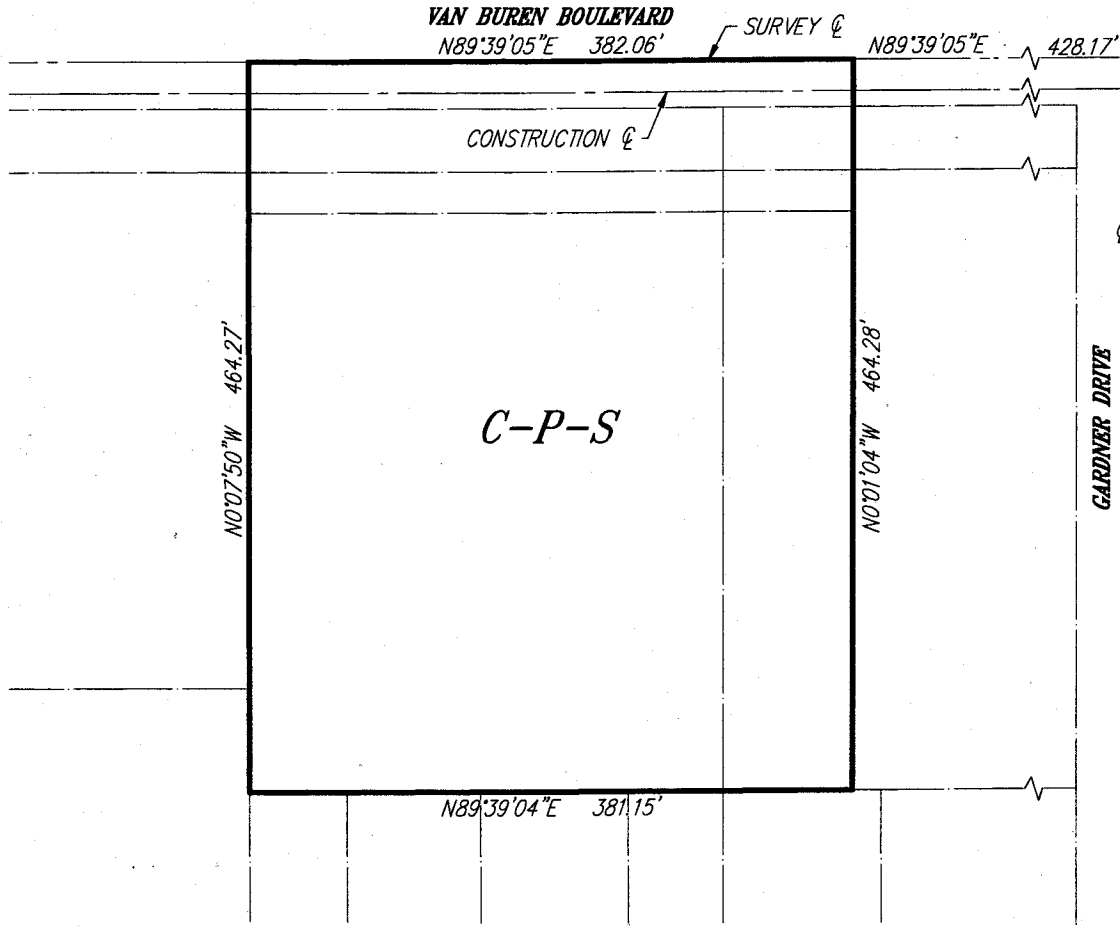 VAN BUREN BOULEVARD
N89°39'05"E 382.06'
SURVEY ℄
N89°39'05"E 428.17'
CONSTRUCTION ℄
℄
N0°07'50"W 464.27'
C-P-S
N0°01'04"W 464.28'
GARDNER DRIVE
N89°39'04"E 381.15'